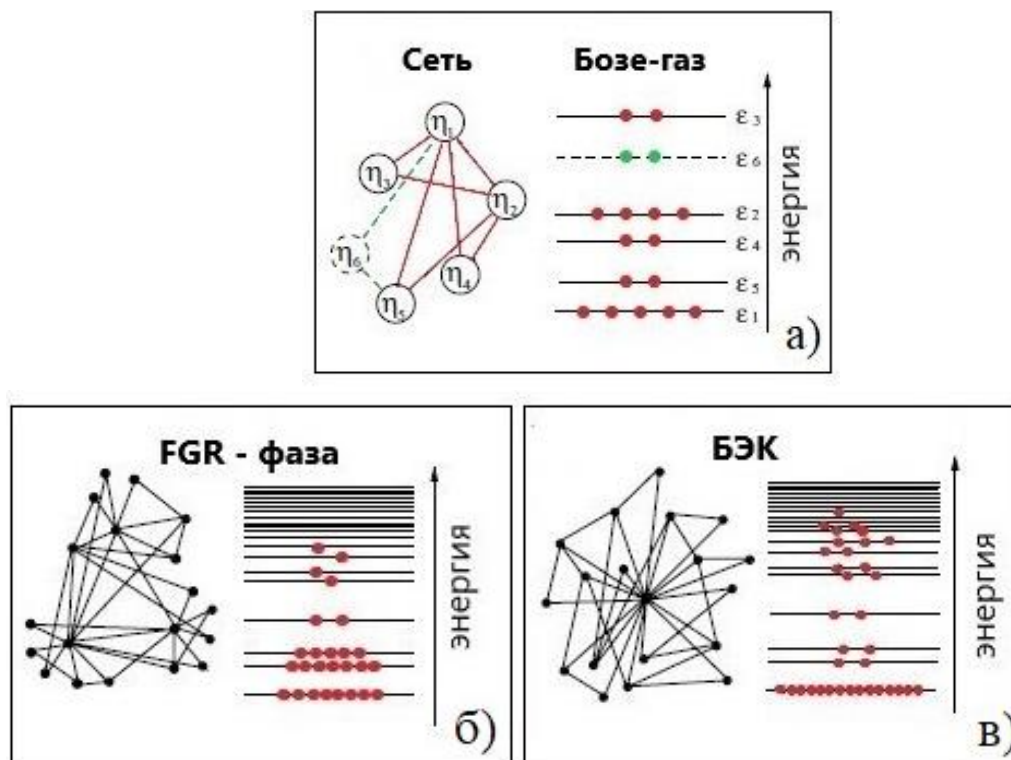 Сеть
Бозе-газ
η1
η3
η2
η6
η4
η5
ε3
ε6
ε2
ε4
ε5
ε1
энергия
а)
FGR - фаза
энергия
б)
БЭК
энергия
в)